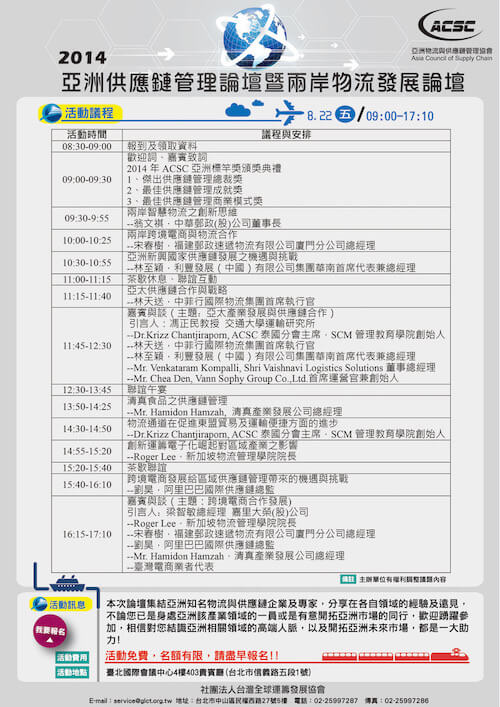 ACSC
亞洲物流與供應鏈管理協會
Asia Council of Supply Chain
2014
亞洲供應鏈管理論壇暨兩岸物流發展論壇
活動議程
8.22 五/09:00-17:10
活動時間 議程與安排
08:30-09:00 報到及領取資料
09:00-09:30 歡迎詞、嘉賓致詞
2014 年 ACSC 亞洲標竿獎頒獎典禮
1、傑出供應鏈管理總裁獎
2、最佳供應鏈管理成就獎
3、最佳供應鏈管理商業模式獎
09:30-9:55 兩岸智慧物流之創新思維
--翁文祺，中華郵政(股)公司董事長
10:00-10:25 兩岸跨境電商與物流合作
--宋春樹，福建郵政速遞物流有限公司廈門分公司總經理
10:30-10:55 亞洲新興國家供應鏈發展之機遇與挑戰
--林至穎，利豐發展（中國）有限公司集團華南首席代表兼總經理
11:00-11:15 茶歇休息、聯誼互動
11:15-11:40 亞太供應鏈合作與戰略
--林天送，中菲行國際物流集團首席執行官
11:45-12:30 嘉賓與談（主題：亞太產業發展與供應鏈合作）
引言人：馮正民教授 交通大學運輸研究所
--Dr.Krizz Chantjiraporn, ACSC 泰國分會主席，SCM 管理教育學院創始人
--林天送，中菲行國際物流集團首席執行官
--林至穎，利豐發展（中國）有限公司集團華南首席代表兼總經理
--Mr. Venkataram Kompalli, Shri Vaishnavi Logistics Solutions 董事總經理
--Mr. Chea Den, Vann Sophy Group Co.,Ltd.首席運營官兼創始人
12:30-13:45 聯誼午宴
13:50-14:25 清真食品之供應鏈管理
--Mr. Hamidon Hamzah, 清真產業發展公司總經理
14:30-14:50 物流通道在促進東盟貿易及運輸便捷方面的進步
--Dr.Krizz Chantjiraporn, ACSC 泰國分會主席，SCM 管理教育學院創始人
14:55-15:20 創新運籌電子化崛起對區域產業之影響
--Roger Lee，新加坡物流管理學院院長
15:20-15:40 茶歇聯誼
15:40-16:10 跨境電商發展給區域供應鏈管理帶來的機遇與挑戰
--劉昊，阿里巴巴國際供應鏈總監
16:15-17:10 嘉賓與談（主題：跨境電商合作發展）
引言人：梁智敏總經理 嘉里大榮(股)公司
--Roger Lee，新加坡物流管理學院院長
--宋春樹，福建郵政速遞物流有限公司廈門分公司總經理
--劉昊，阿里巴巴國際供應鏈總監
--Mr. Hamidon Hamzah，清真產業發展公司總經理
--臺灣電商業者代表
備註 主辦單位有權利調整議題內容
活動訊息
本次論壇集結亞洲知名物流與供應鏈企業及專家，分享在各自領域的經驗及遠見，
不論您已是身處亞洲該產業領域的一員或是有意開拓亞洲市場的同行，歡迎踴躍參
加，相信對您結識亞洲相關領域的高端人脈，以及開拓亞洲未來市場，都是一大助
力！
我要報名
活動費用 活動免費，名額有限，請盡早報名!!
活動地點 臺北國際會議中心4樓403貴賓廳(台北市信義路五段1號)
社團法人台灣全球運籌發展協會
E-mail：service@glct.org.tw 地址：台北市中山區民權西路27號5樓 電話：02-25997287 傳真：02-25997286